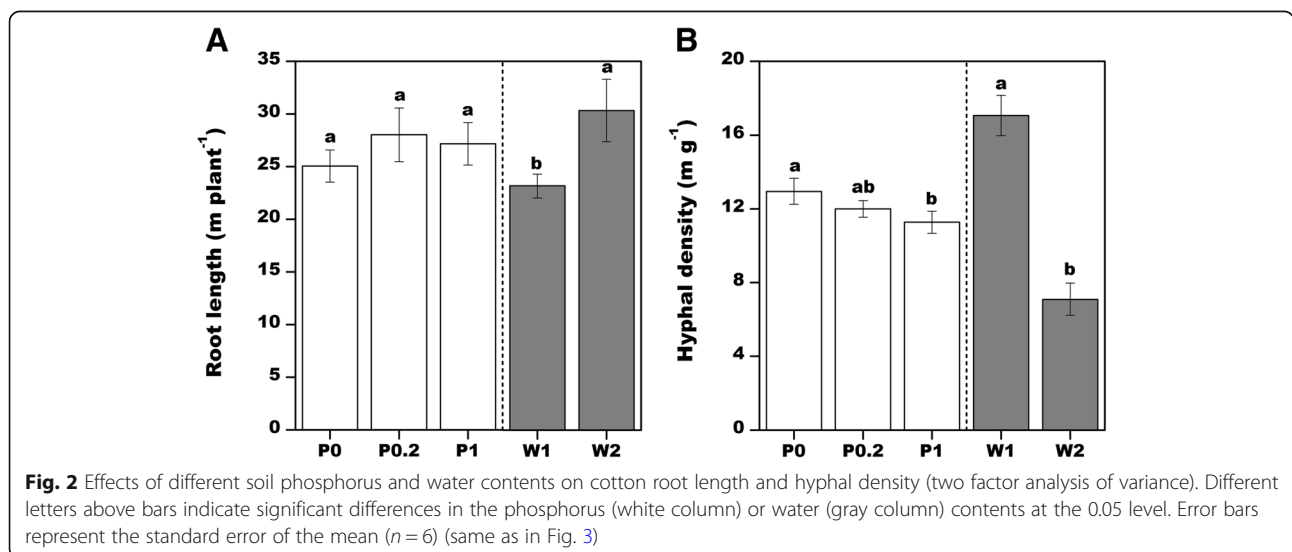 A
Root length (m plant⁻¹)
35
30
25
20
15
10
5
0
a
a
a
b
a
P0 P0.2 P1 W1 W2
B
Hyphal density (m g⁻¹)
20
16
12
8
4
0
a
ab
b
a
b
P0 P0.2 P1 W1 W2
Fig. 2 Effects of different soil phosphorus and water contents on cotton root length and hyphal density (two factor analysis of variance). Different
letters above bars indicate significant differences in the phosphorus (white column) or water (gray column) contents at the 0.05 level. Error bars
represent the standard error of the mean (n = 6) (same as in Fig. 3)